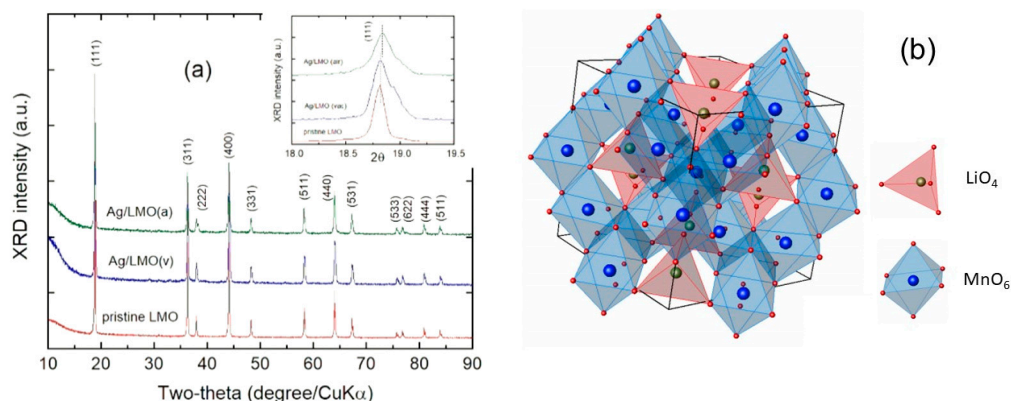 (a)
XRD intensity (a.u.)
(111)
(311)
(222)
(400)
(331)
(511)
(440)
(531)
(533)
(622)
(444)
(511)
Ag/LMO(a)
Ag/LMO(v)
pristine LMO
10 20 30 40 50 60 70 80 90
Two-theta (degree/CuKα)
XRD intensity (a.u.)
(111)
Ag/LMO (air)
Ag/LMO (vac)
pristine LMO
18.0 18.5 19.0 19.5
2θ
(b)
LiO4
MnO6